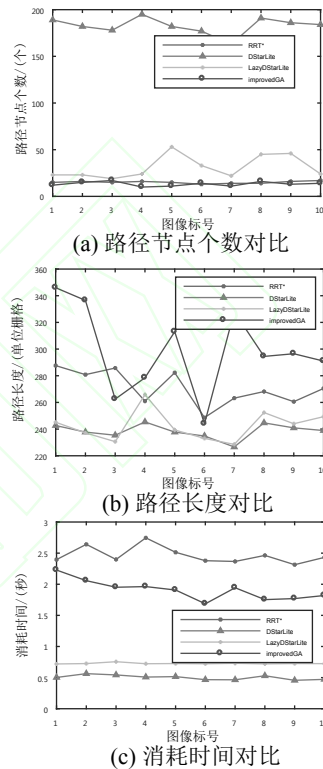 200
150
100
50
0
路径节点个数/(个)
RRT*
DStarLite
LazyDStarLite
improvedGA
1 2 3 4 5 6 7 8 9 10
图像标号
(a) 路径节点个数对比
360
340
320
300
280
260
240
220
路径长度/(单位栅格)
RRT*
DStarLite
LazyDStarLite
improvedGA
1 2 3 4 5 6 7 8 9 10
图像标号
(b) 路径长度对比
3
2.5
2
1.5
1
0.5
0
消耗时间/(秒)
RRT*
DStarLite
LazyDStarLite
improvedGA
1 2 3 4 5 6 7 8 9 10
图像标号
(c) 消耗时间对比